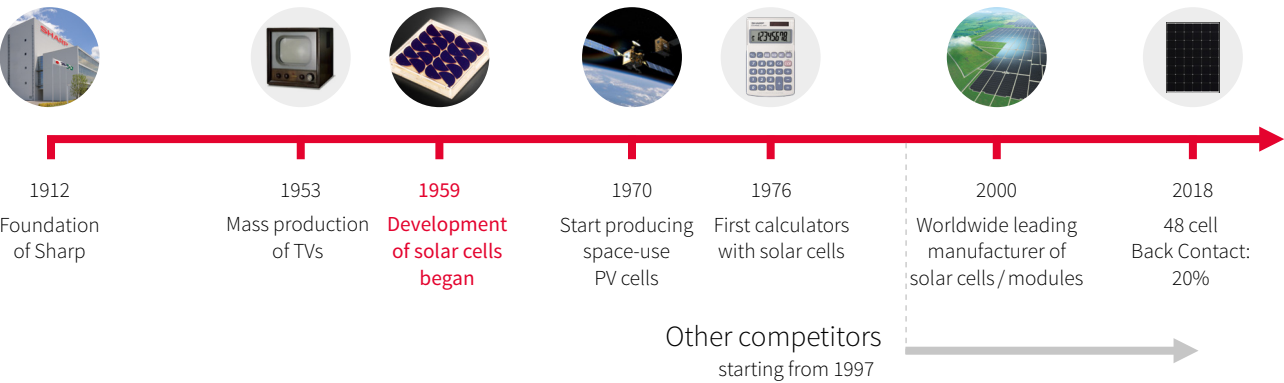 SHARP
12345678
1912
Foundation
of Sharp
1953
Mass production
of TVs
1959
Development
of solar cells
began
1970
Start producing
space-use
PV cells
1976
First calculators
with solar cells
2000
Worldwide leading
manufacturer of
solar cells / modules
2018
48 cell
Back Contact:
20%
Other competitors
starting from 1997